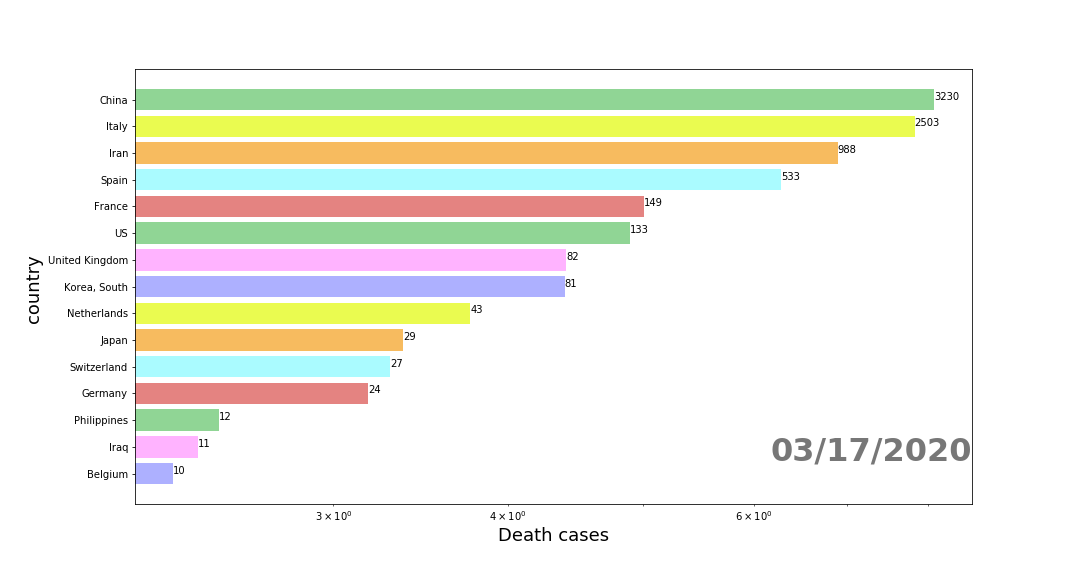 China 3230
Italy 2503
Iran 988
Spain 533
France 149
US 133
United Kingdom 82
Korea, South 81
Netherlands 43
Japan 29
Switzerland 27
Germany 24
Philippines 12
Iraq 11
Belgium 10
country
03/17/2020
3 × 10⁰ 4 × 10⁰ 6 × 10⁰
Death cases